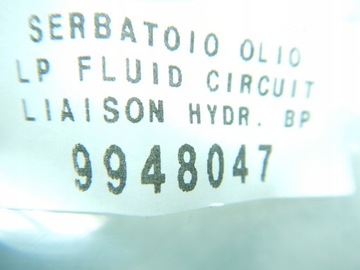 SERBATOIO OLIO
LP FLUID CIRCUIT
LIAISON HYDR. BP
9948047